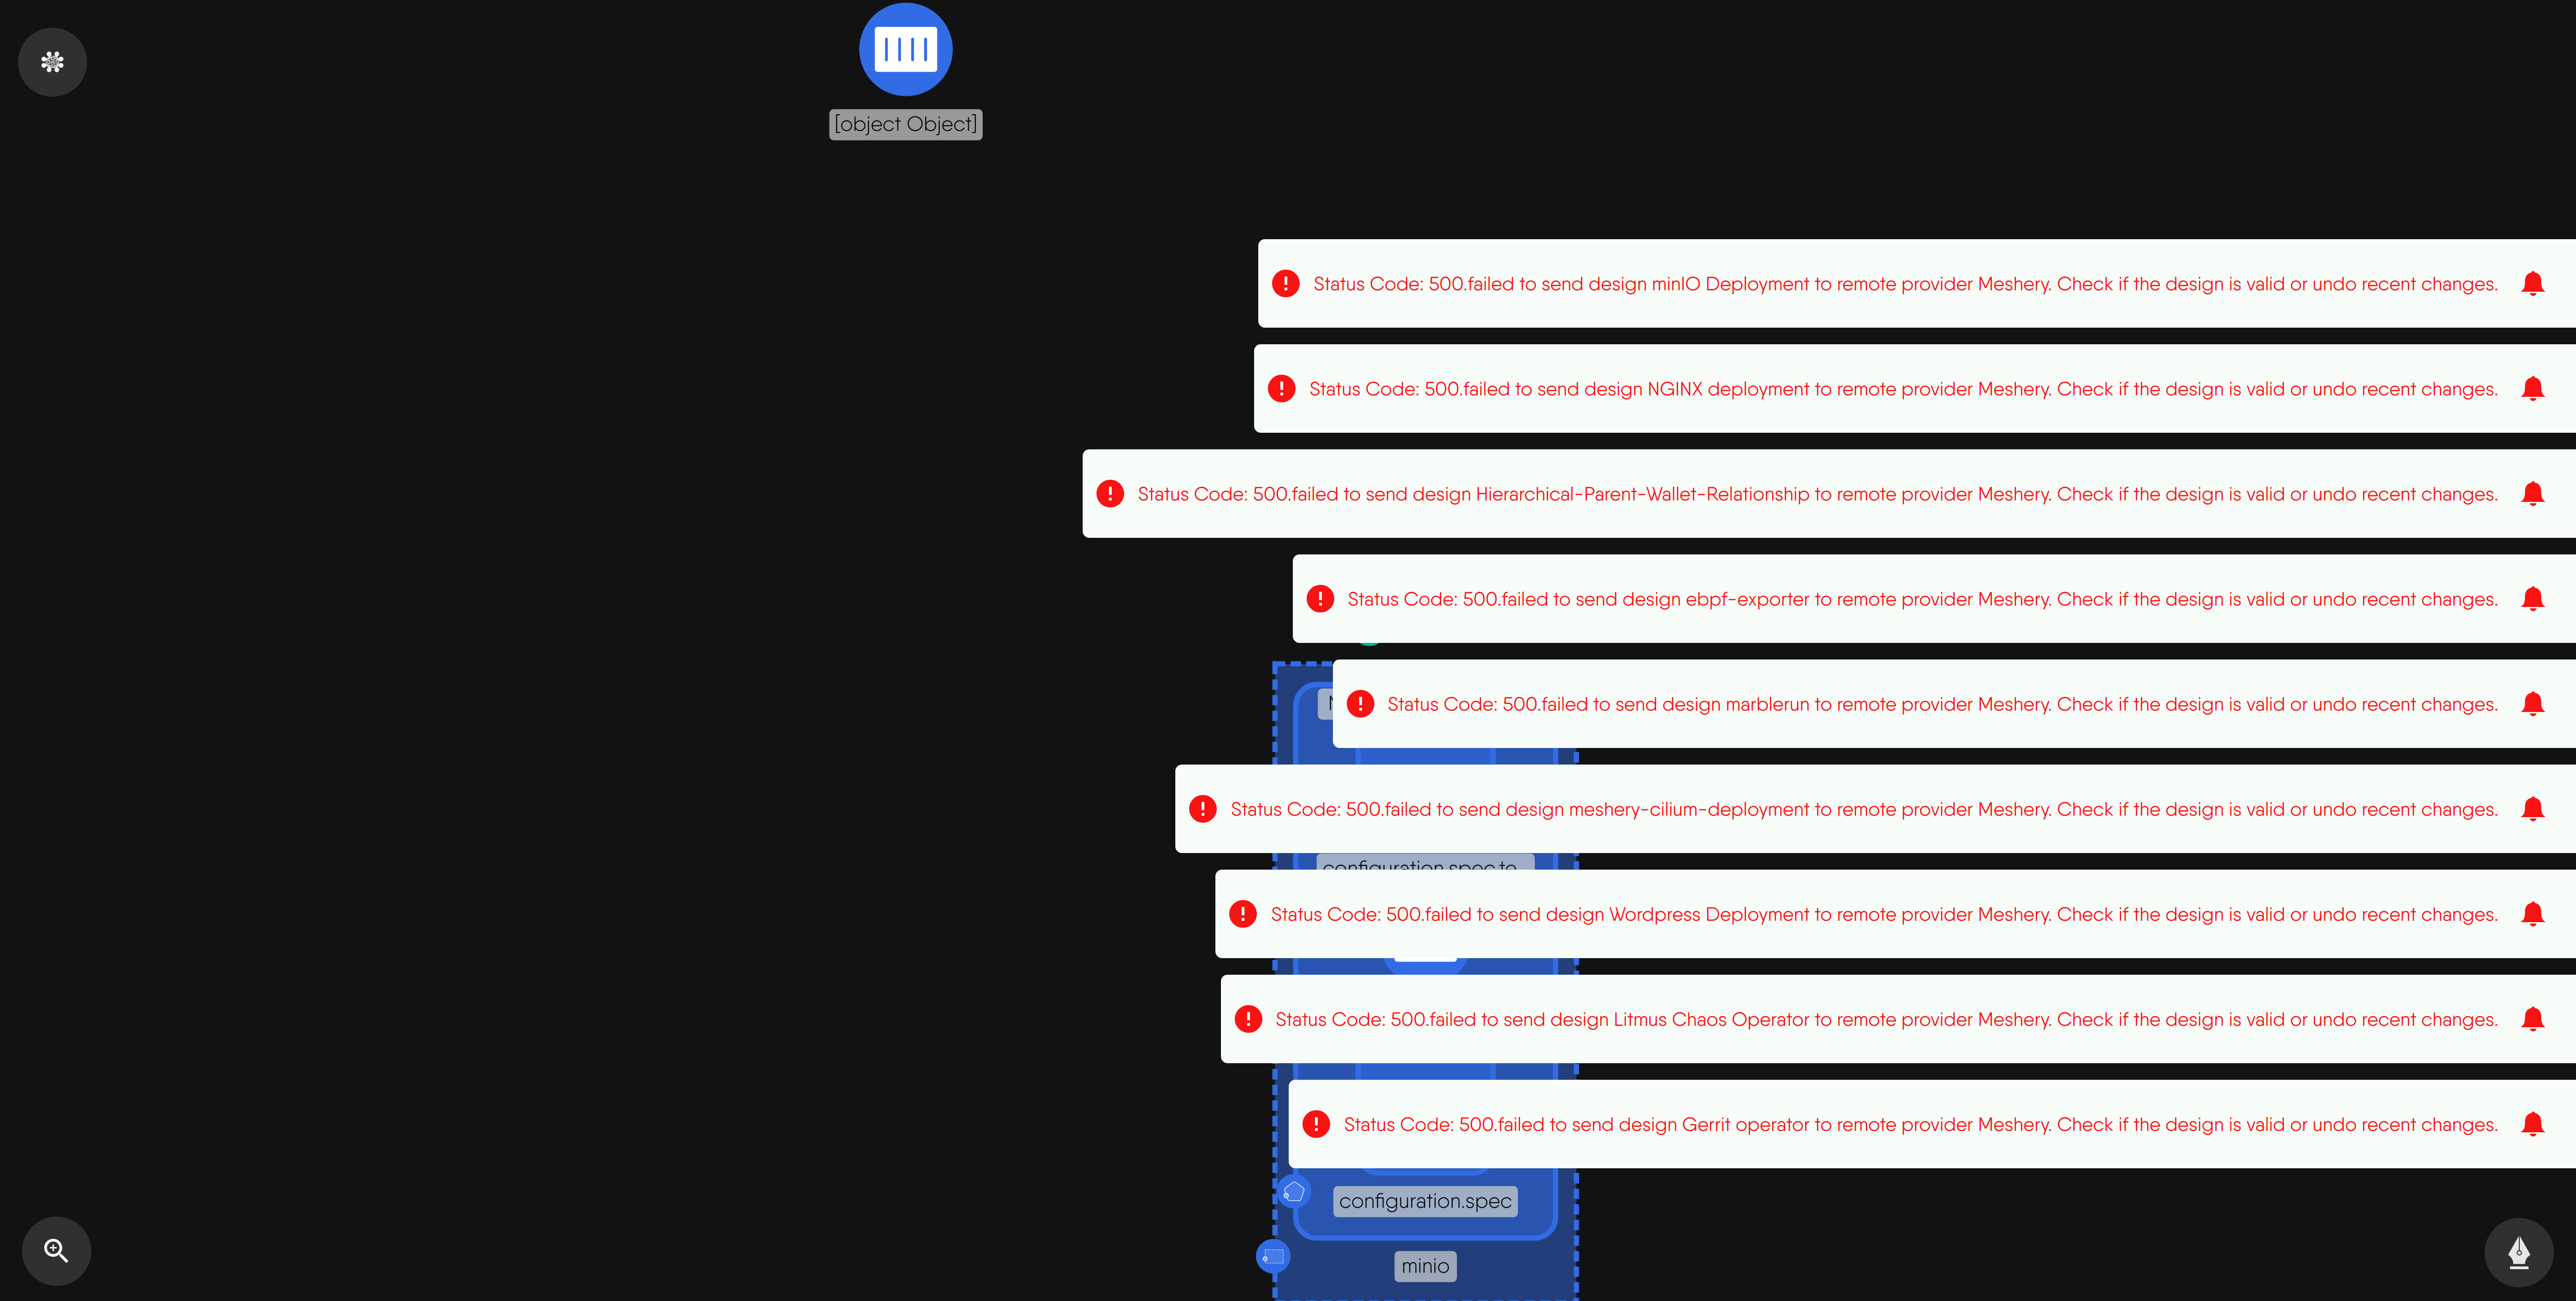 [object Object]
Status Code: 500.failed to send design minIO Deployment to remote provider Meshery. Check if the design is valid or undo recent changes.
Status Code: 500.failed to send design NGINX deployment to remote provider Meshery. Check if the design is valid or undo recent changes.
Status Code: 500.failed to send design Hierarchical-Parent-Wallet-Relationship to remote provider Meshery. Check if the design is valid or undo recent changes.
Status Code: 500.failed to send design ebpf-exporter to remote provider Meshery. Check if the design is valid or undo recent changes.
Status Code: 500.failed to send design marblerun to remote provider Meshery. Check if the design is valid or undo recent changes.
Status Code: 500.failed to send design meshery-cilium-deployment to remote provider Meshery. Check if the design is valid or undo recent changes.
configuration.spec.te...
Status Code: 500.failed to send design Wordpress Deployment to remote provider Meshery. Check if the design is valid or undo recent changes.
Status Code: 500.failed to send design Litmus Chaos Operator to remote provider Meshery. Check if the design is valid or undo recent changes.
Status Code: 500.failed to send design Gerrit operator to remote provider Meshery. Check if the design is valid or undo recent changes.
configuration.spec
minio